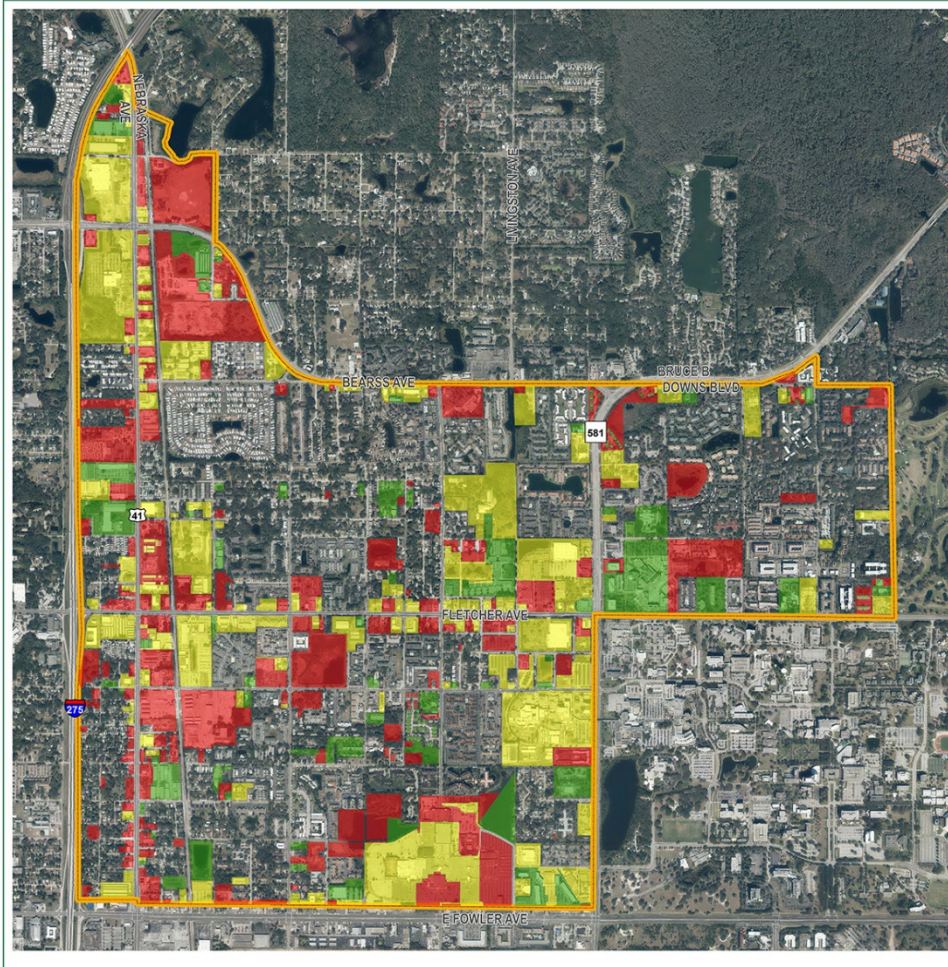 NEBRASKA
AVE
LIVINGSTON AVE
BEARSS AVE
BRUCE B
DOWNS BLVD
581
41
FLETCHER AVE
275
E FOWLER AVE